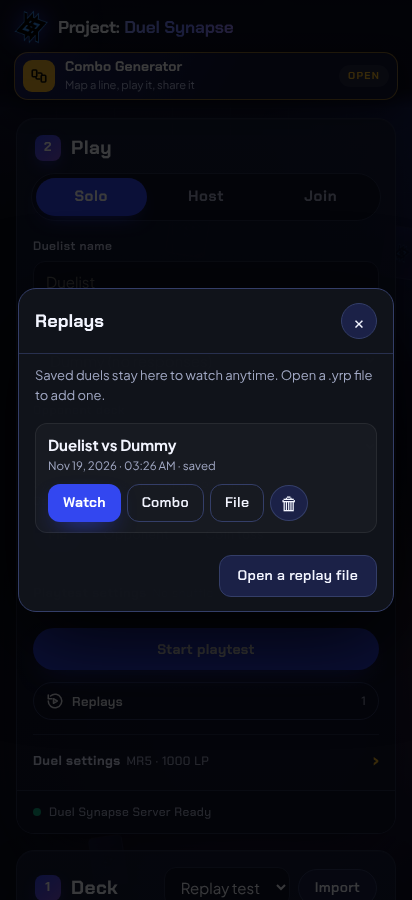 Project: Duel Synapse
Combo Generator
Map a line, play it, share it
OPEN
2 Play
Solo Host Join
Duelist name
Duelist
Replays
×
Saved duels stay here to watch anytime. Open a .yrp file
to add one.
Duelist vs Dummy
Nov 19, 2026 · 03:26 AM · saved
Watch Combo File
Open a replay file
Start playtest
Replays 1
Duel settings MR5 · 1000 LP ›
Duel Synapse Server Ready
1 Deck Replay test Import